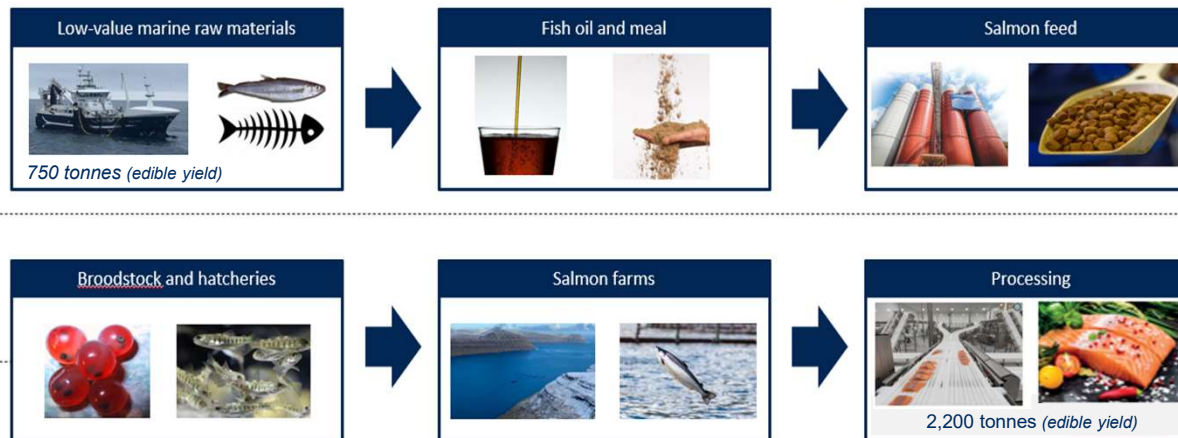 Low-value marine raw materials
Fish oil and meal
Salmon feed
750 tonnes (edible yield)
Broodstock and hatcheries
Salmon farms
Processing
2,200 tonnes (edible yield)